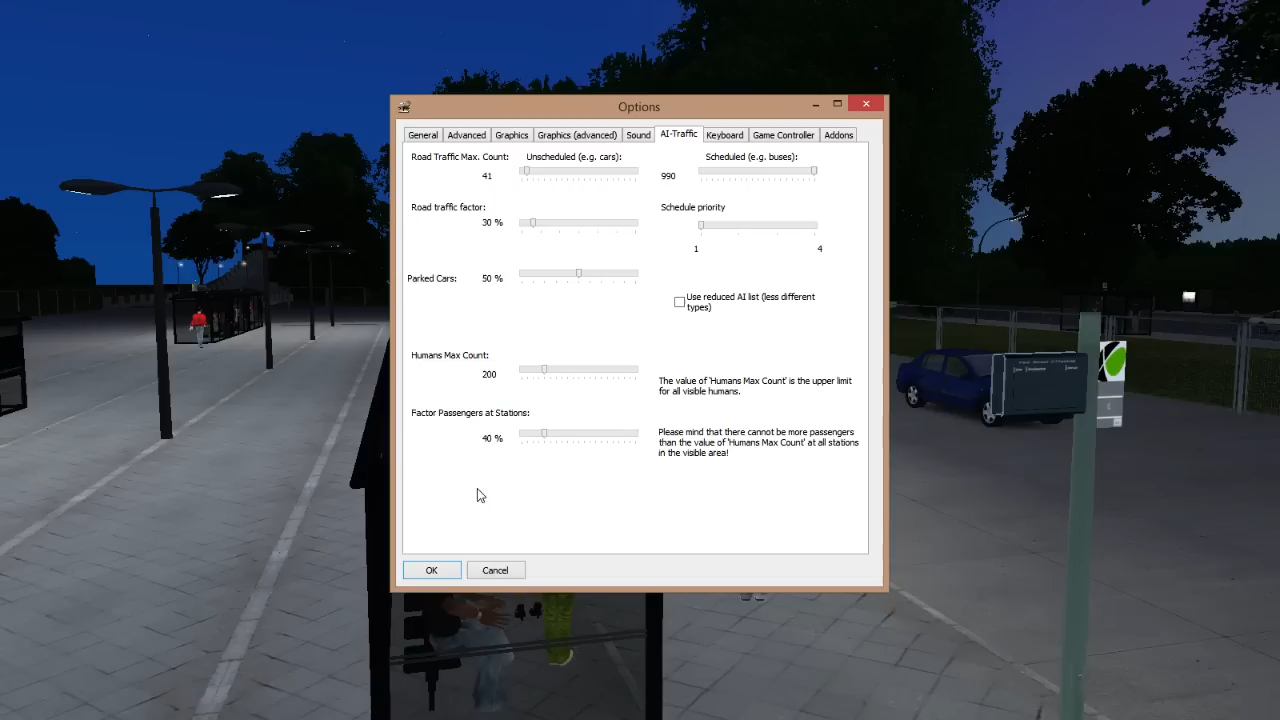 Options
General Advanced Graphics Graphics (advanced) Sound AI-Traffic Keyboard Game Controller Addons
Road Traffic Max. Count: Unscheduled (e.g. cars): Scheduled (e.g. buses):
41 990
Road traffic factor: Schedule priority
30 %
1 4
Parked Cars: 50 %
Use reduced AI list (less different
types)
Humans Max Count:
200
The value of 'Humans Max Count' is the upper limit
for all visible humans.
Factor Passengers at Stations:
40 %
Please mind that there cannot be more passengers
than the value of 'Humans Max Count' at all stations
in the visible area!
OK Cancel